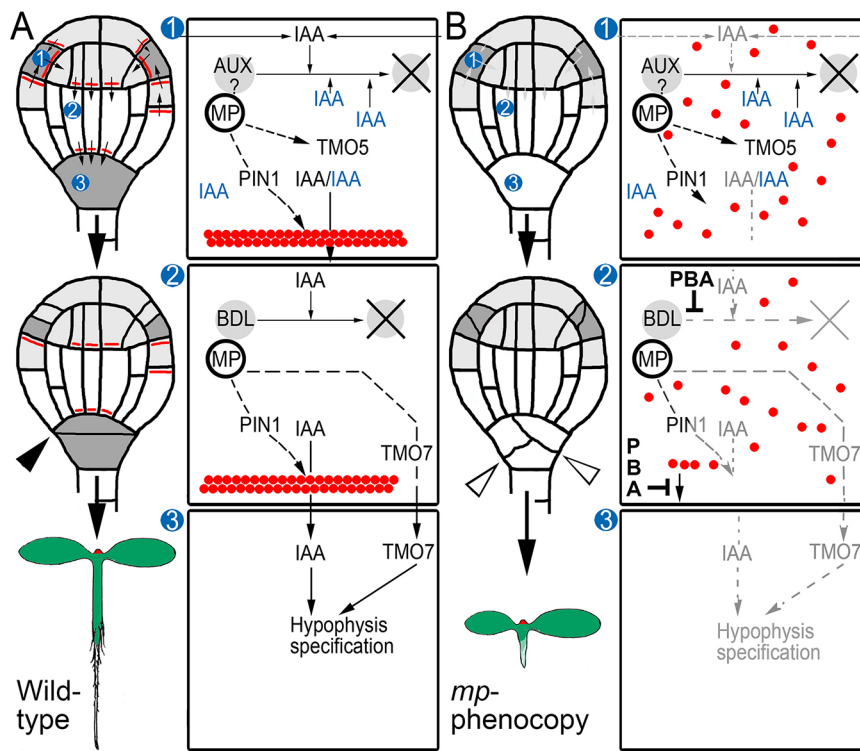 A
1
IAA
AUX
?
MP
IAA
IAA
TMO5
PIN1
IAA/IAA
IAA
1
2
3
2
IAA
BDL
MP
PIN1
IAA
TMO7
3
IAA
TMO7
Hypophysis
specification
Wild-
type
B
1
IAA
AUX
?
MP
IAA
IAA
TMO5
PIN1
IAA/IAA
IAA
1
2
3
2
PBA
IAA
BDL
MP
PIN1
IAA
TMO7
P
B
A
3
IAA
TMO7
Hypophysis
specification
mp-
phenocopy